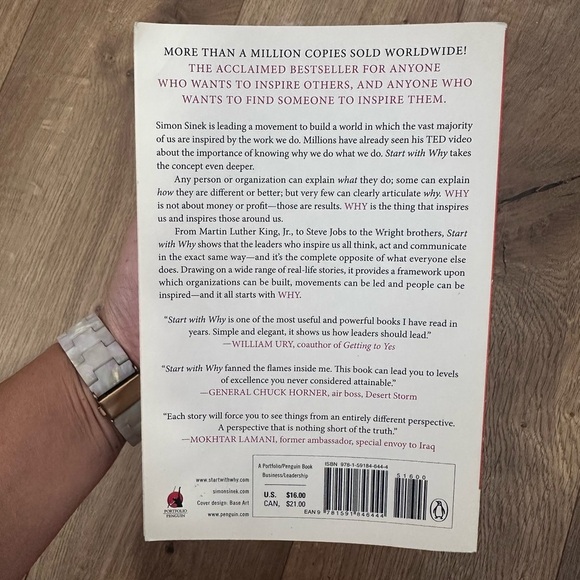 MORE THAN A MILLION COPIES SOLD WORLDWIDE!
THE ACCLAIMED BESTSELLER FOR ANYONE
WHO WANTS TO INSPIRE OTHERS, AND ANYONE WHO
WANTS TO FIND SOMEONE TO INSPIRE THEM.
Simon Sinek is leading a movement to build a world in which the vast majority
of us are inspired by the work we do. Millions have already seen his TED video
about the importance of knowing why we do what we do. Start with Why takes
the concept even deeper.
Any person or organization can explain what they do; some can explain
how they are different or better; but very few can clearly articulate why. WHY
is not about money or profit—those are results. WHY is the thing that inspires
us and inspires those around us.
From Martin Luther King, Jr., to Steve Jobs to the Wright brothers, Start
with Why shows that the leaders who inspire us all think, act and communicate
in the exact same way—and it's the complete opposite of what everyone else
does. Drawing on a wide range of real-life stories, it provides a framework upon
which organizations can be built, movements can be led and people can be
inspired—and it all starts with WHY.
"Start with Why is one of the most useful and powerful books I have read in
years. Simple and elegant, it shows us how leaders should lead."
—WILLIAM URY, coauthor of Getting to Yes
"Start with Why fanned the flames inside me. This book can lead you to levels
of excellence you never considered attainable."
—GENERAL CHUCK HORNER, air boss, Desert Storm
"Each story will force you to see things from an entirely different perspective.
A perspective that is nothing short of the truth."
—MOKHTAR LAMANI, former ambassador, special envoy to Iraq
PORTFOLIO
PENGUIN
www.startwithwhy.com
simonsinek.com
Cover design: Base Art
www.penguin.com
A Portfolio/Penguin Book
Business/Leadership
U.S. $16.00
CAN. $21.00
ISBN 978-1-59184-644-4
51600
EAN 9 781591 846444